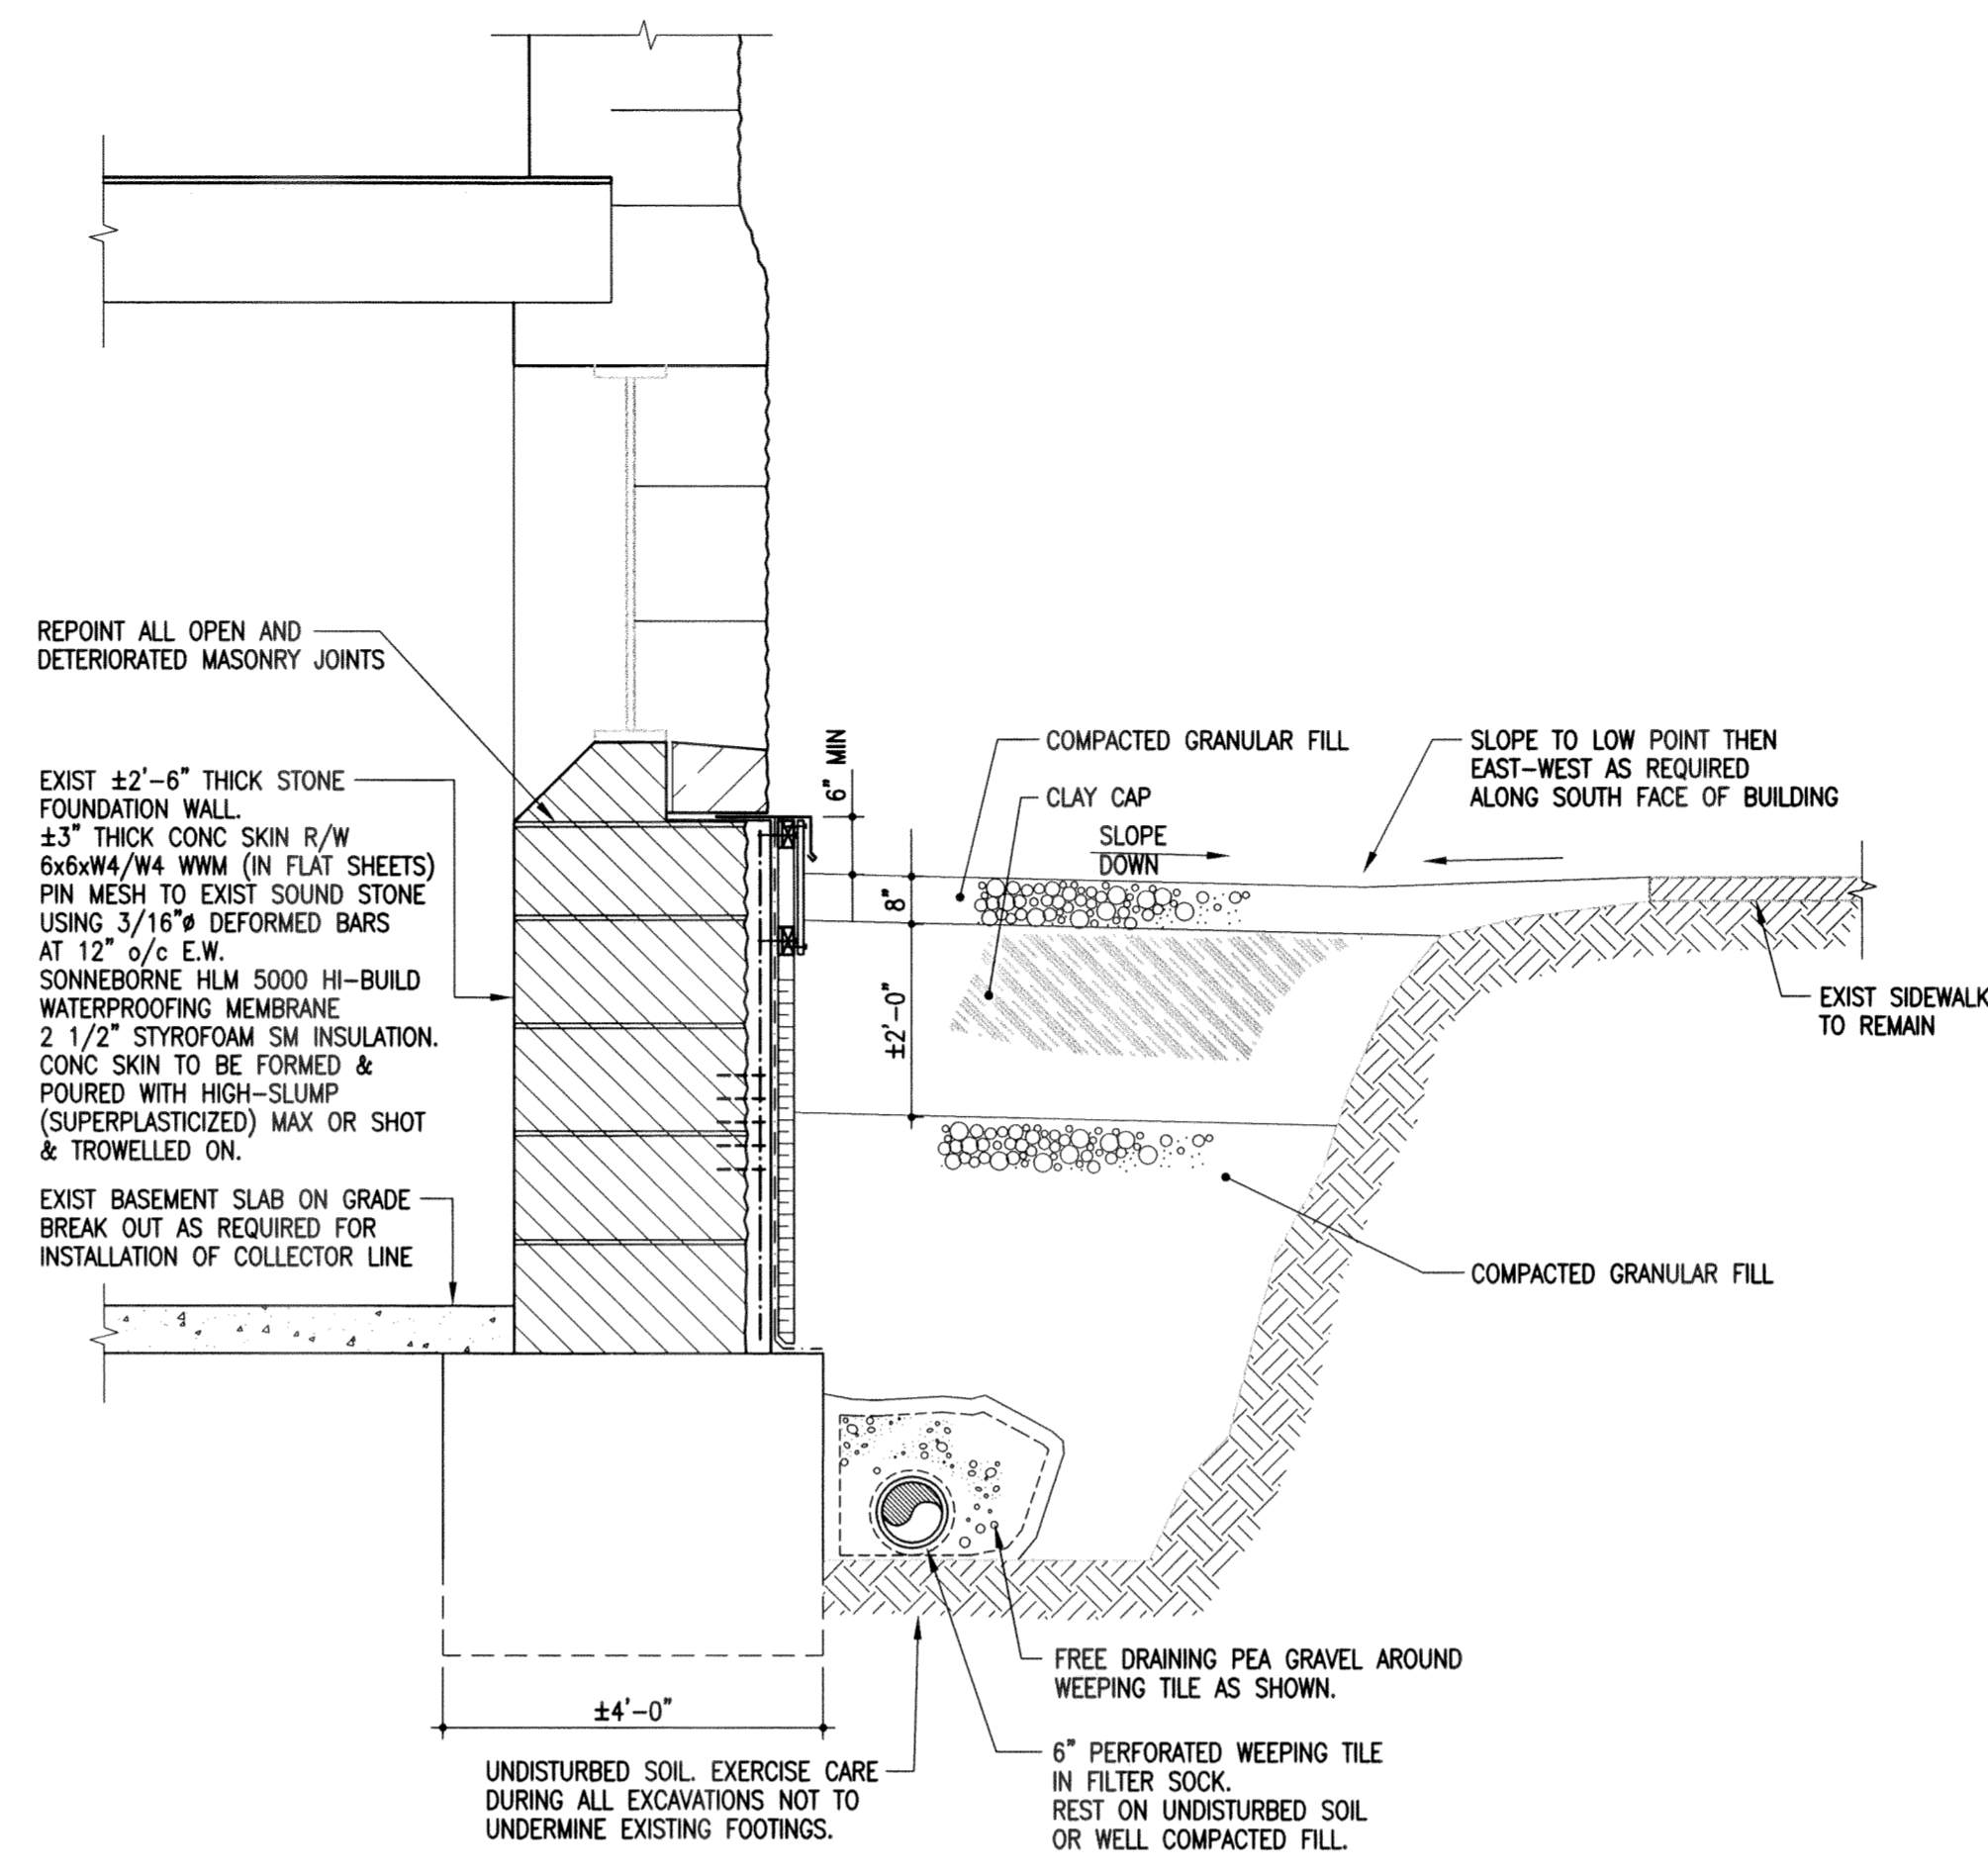 REPOINT ALL OPEN AND
DETERIORATED MASONRY JOINTS
EXIST ±2'-6" THICK STONE
FOUNDATION WALL.
±3" THICK CONC SKIN R/W
6x6xW4/W4 WWM (IN FLAT SHEETS)
PIN MESH TO EXIST SOUND STONE
USING 3/16"ø DEFORMED BARS
AT 12" o/c E.W.
SONNEBORNE HLM 5000 HI-BUILD
WATERPROOFING MEMBRANE
2 1/2" STYROFOAM SM INSULATION.
CONC SKIN TO BE FORMED &
POURED WITH HIGH-SLUMP
(SUPERPLASTICIZED) MAX OR SHOT
& TROWELLED ON.
EXIST BASEMENT SLAB ON GRADE
BREAK OUT AS REQUIRED FOR
INSTALLATION OF COLLECTOR LINE
6" MIN
8"
±2'-0"
COMPACTED GRANULAR FILL
CLAY CAP
SLOPE
DOWN
SLOPE TO LOW POINT THEN
EAST-WEST AS REQUIRED
ALONG SOUTH FACE OF BUILDING
EXIST SIDEWALK
TO REMAIN
COMPACTED GRANULAR FILL
FREE DRAINING PEA GRAVEL AROUND
WEEPING TILE AS SHOWN.
6" PERFORATED WEEPING TILE
IN FILTER SOCK.
REST ON UNDISTURBED SOIL
OR WELL COMPACTED FILL.
±4'-0"
UNDISTURBED SOIL. EXERCISE CARE
DURING ALL EXCAVATIONS NOT TO
UNDERMINE EXISTING FOOTINGS.